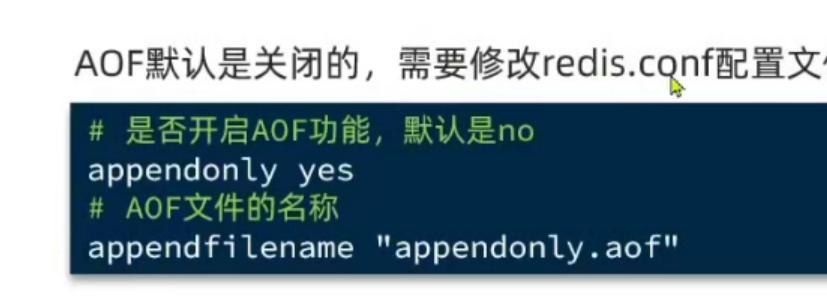 AOF默认是关闭的，需要修改redis.conf配置文
# 是否开启AOF功能，默认是no
appendonly yes
# AOF文件的名称
appendfilename "appendonly.aof"